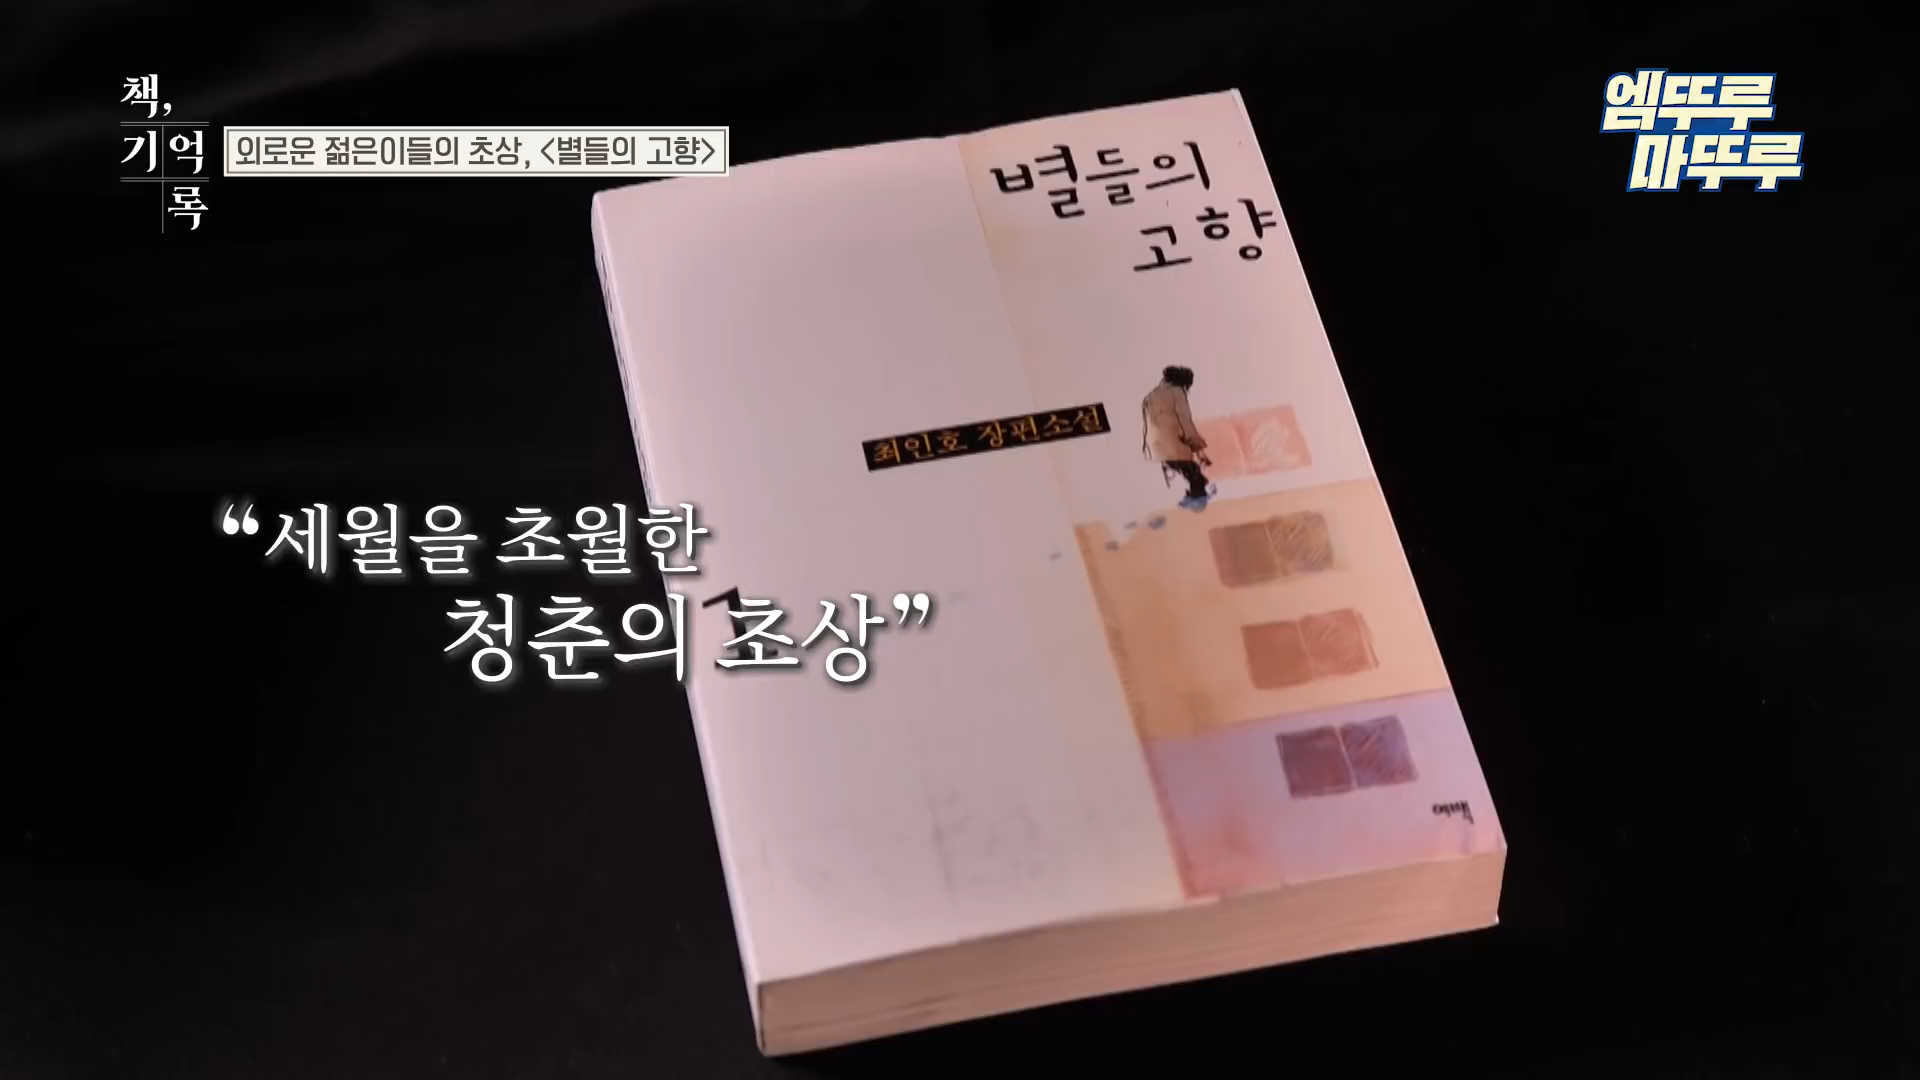 책,
기억
록
외로운 젊은이들의 초상, <별들의 고향>
엠뚜루
마뚜루
별들의
고향
최인호 장편소설
“세월을 초월한
청춘의 초상”